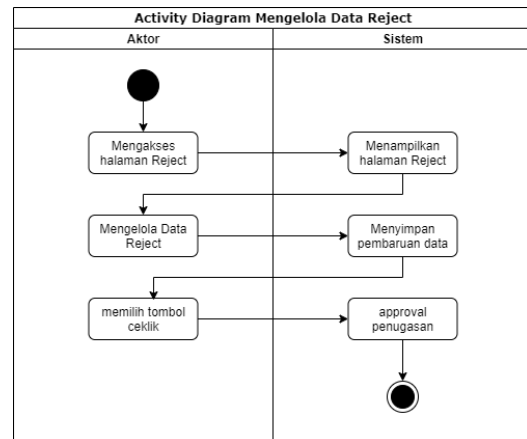 Activity Diagram Mengelola Data Reject
Aktor
Sistem
Mengakses
halaman Reject
Menampilkan
halaman Reject
Mengelola Data
Reject
Menyimpan
pembaruan data
memilih tombol
ceklik
approval
penugasan